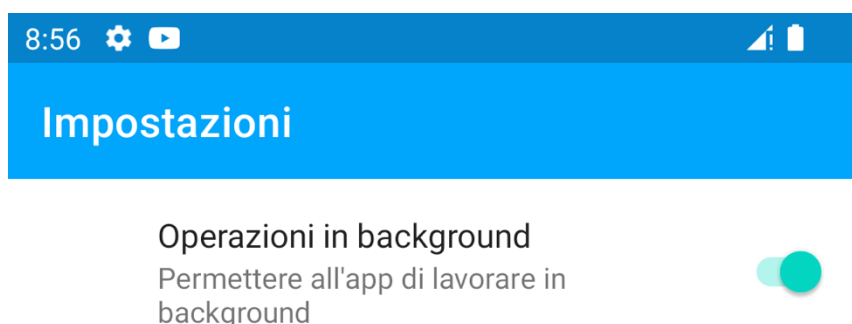 8:56
Impostazioni
Operazioni in background
Permettere all'app di lavorare in
background